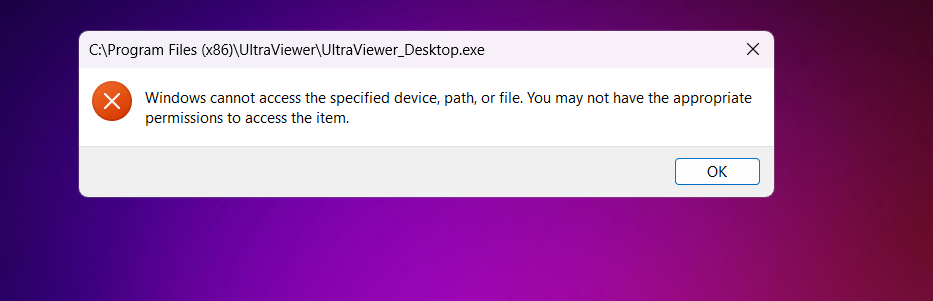 C:\Program Files (x86)\UltraViewer\UltraViewer_Desktop.exe
Windows cannot access the specified device, path, or file. You may not have the appropriate
permissions to access the item.
OK